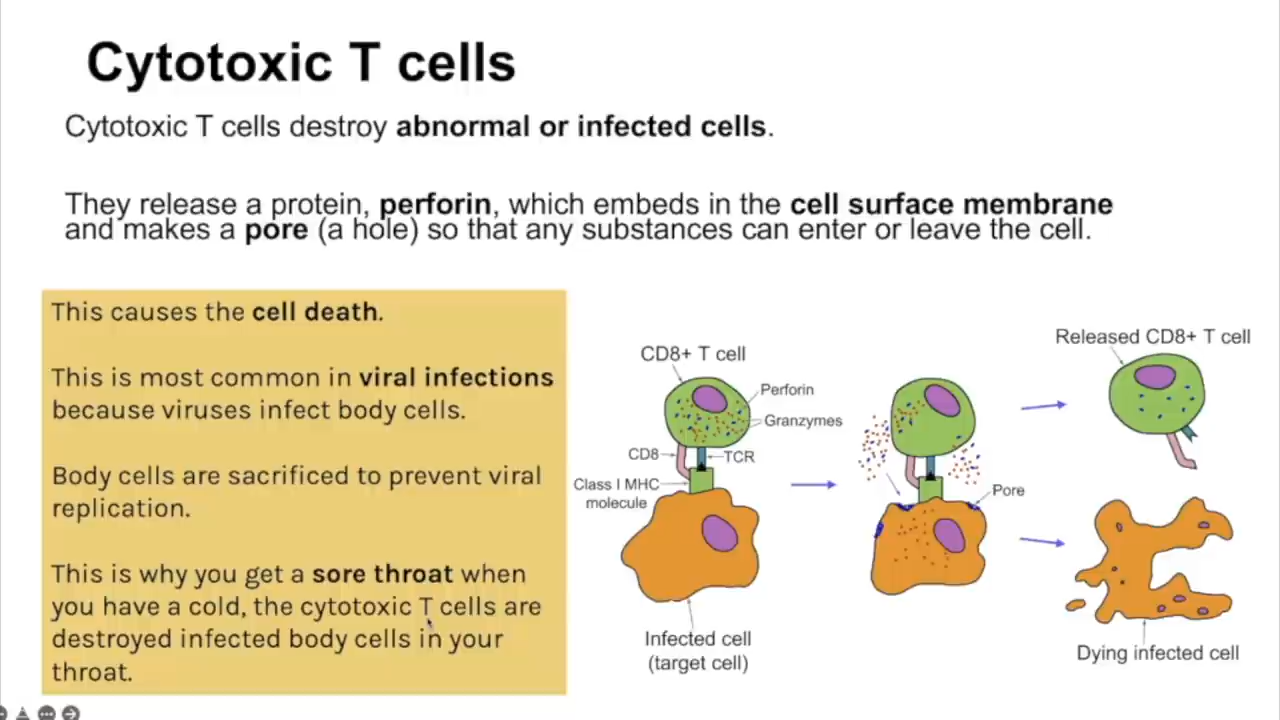 Cytotoxic T cells
Cytotoxic T cells destroy abnormal or infected cells.
They release a protein, perforin, which embeds in the cell surface membrane
and makes a pore (a hole) so that any substances can enter or leave the cell.
This causes the cell death.
This is most common in viral infections
because viruses infect body cells.
Body cells are sacrificed to prevent viral
replication.
This is why you get a sore throat when
you have a cold, the cytotoxic T cells are
destroyed infected body cells in your
throat.
CD8+ T cell
Perforin
Granzymes
CD8
TCR
Class I MHC
molecule
Infected cell
(target cell)
Pore
Released CD8+ T cell
Dying infected cell